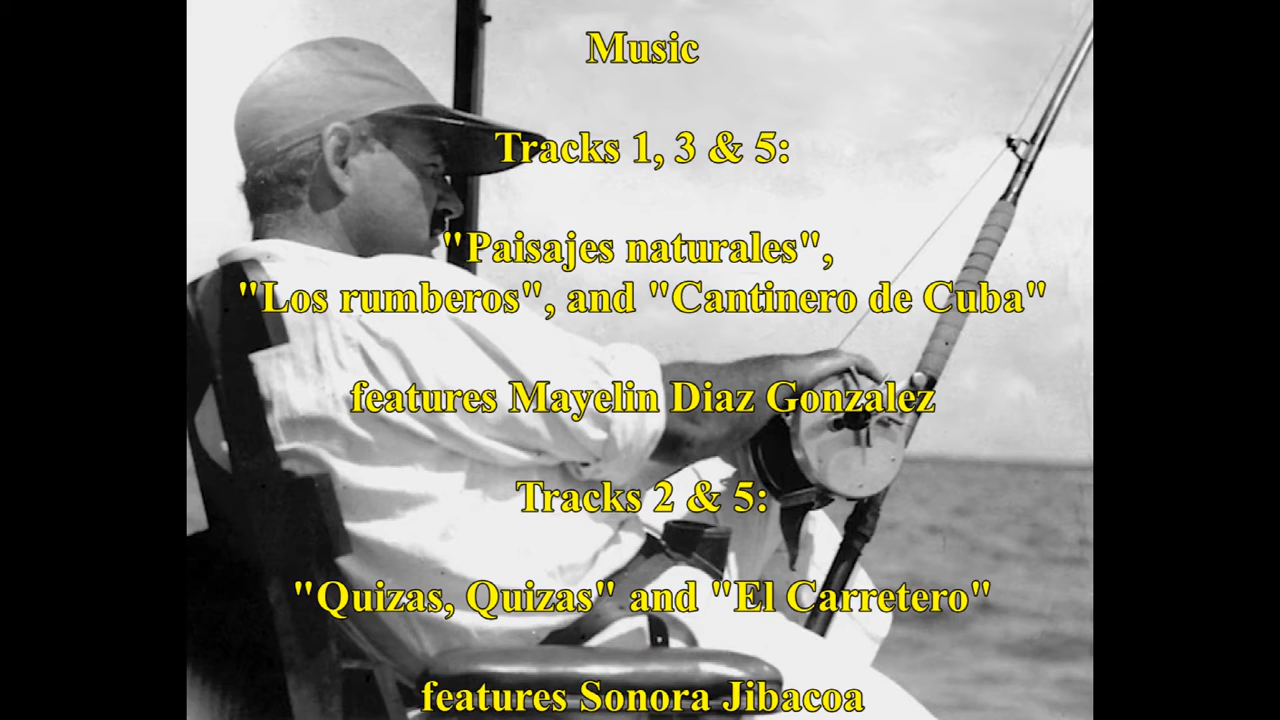 Music
Tracks 1, 3 & 5:
"Paisajes naturales",
"Los rumberos", and "Cantinero de Cuba"
features Mayelin Diaz Gonzalez
Tracks 2 & 5:
"Quizas, Quizas" and "El Carretero"
features Sonora Jibacoa